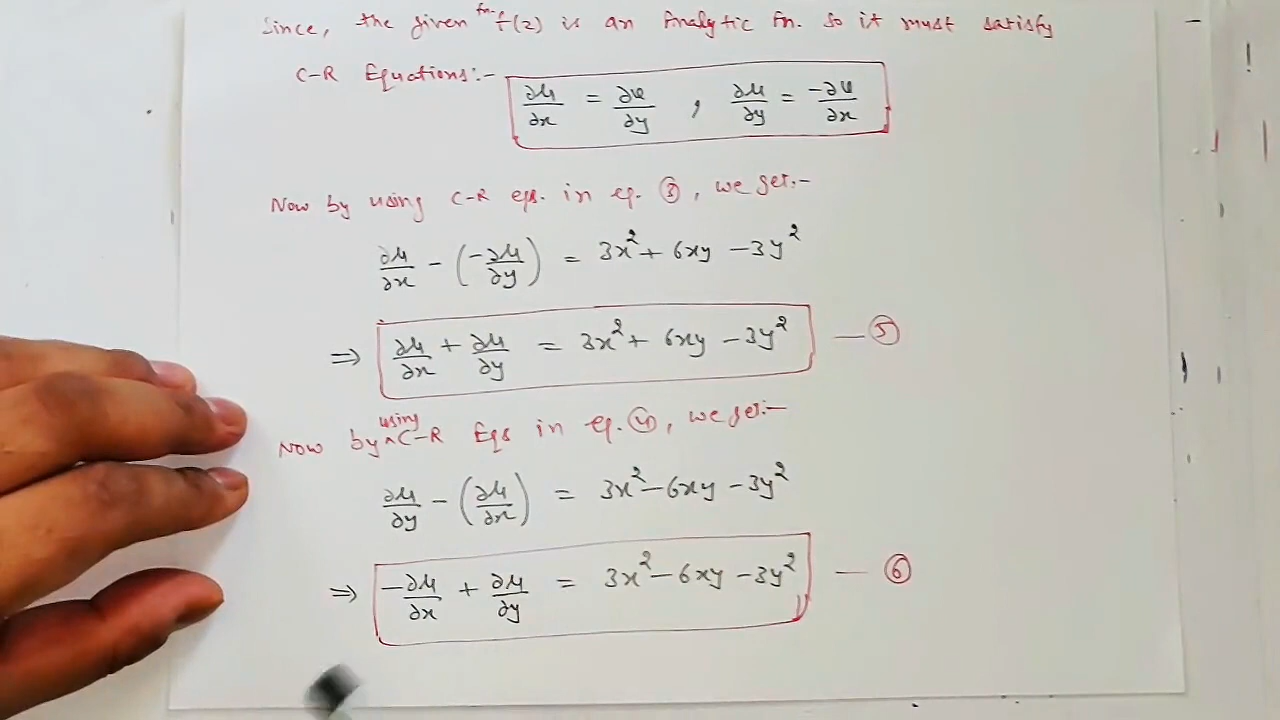 Since, the given fn. f(z) is an Analytic fn. So it must satisfy
C-R Equations:-
∂u/∂x = ∂v/∂y , ∂u/∂y = -∂v/∂x
Now by using C-R eqs. in eq. ③, we get:-
∂u/∂x - (-∂u/∂y) = 3x² + 6xy - 3y²
⇒ ∂u/∂x + ∂u/∂y = 3x² + 6xy - 3y² — ⑤
Now by using C-R Eqs in eq. ④, we get:-
∂u/∂y - (∂u/∂x) = 3x² - 6xy - 3y²
⇒ -∂u/∂x + ∂u/∂y = 3x² - 6xy - 3y² — ⑥